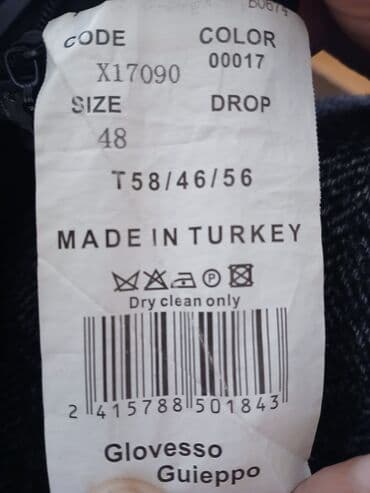 B0674
CODE COLOR
X17090 00017
SIZE DROP
48
T58/46/56
MADE IN TURKEY
P
Dry clean only
2 415788 501843
Glovesso
Guieppo